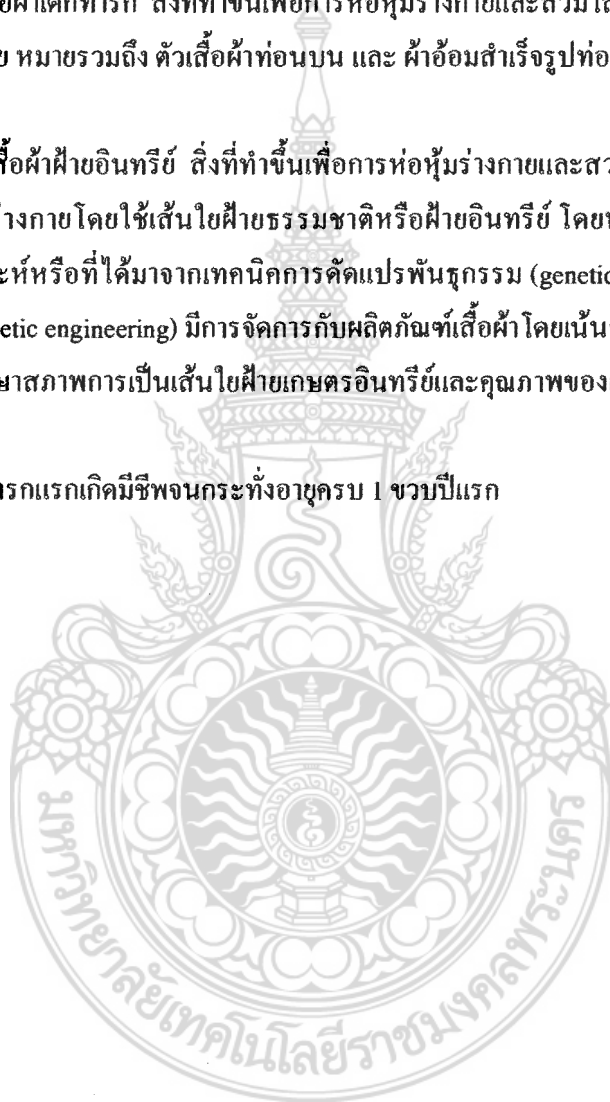 อผ้าเด็กทารก สิ่งที่ทำขึ้นเพื่อการห่อหุ้มร่างกายและสวมใส
ย หมายรวมถึง ตัวเสื้อผ้าท่อนบน และ ผ้าอ้อมสำเร็จรูปท่อ
สื้อผ้าฝ้ายอินทรีย์ สิ่งที่ทำขึ้นเพื่อการห่อหุ้มร่างกายและสว
างกายโดยใช้เส้นใยฝ้ายธรรมชาติหรือฝ้ายอินทรีย์ โดย
ะห์หรือที่ได้มาจากเทคนิคการดัดแปรพันธุกรรม (genetic
etic engineering) มีการจัดการกับผลิตภัณฑ์เสื้อผ้าโดยเน้น
ษาสภาพการเป็นเส้นใยฝ้ายเกษตรอินทรีย์และคุณภาพของ
ารกแรกเกิดมีชีพจนกระทั่งอายุครบ 1 ขวบปีแรก
มหาวิทยาลัยเทคโนโลยีราชมงคลพระนคร